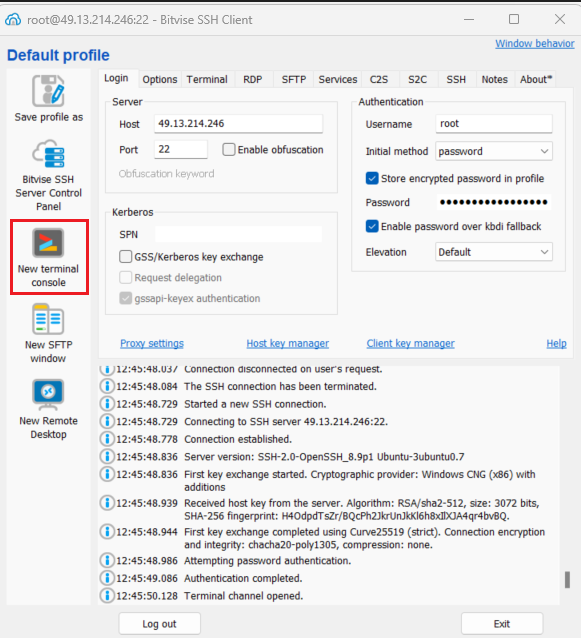 root@49.13.214.246:22 - Bitvise SSH Client
Window behavior
Default profile
Save profile as
Bitvise SSH
Server Control
Panel
New terminal
console
New SFTP
window
New Remote
Desktop
Login Options Terminal RDP SFTP Services C2S S2C SSH Notes About*
Server
Host 49.13.214.246
Port 22 Enable obfuscation
Obfuscation keyword
Kerberos
SPN
GSS/Kerberos key exchange
Request delegation
gssapi-keyex authentication
Authentication
Username root
Initial method password
Store encrypted password in profile
Password ●●●●●●●●●●●●●●●●●
Enable password over kbdi fallback
Elevation Default
Proxy settings Host key manager Client key manager Help
12:45:48.037 Connection disconnected on user's request.
12:45:48.084 The SSH connection has been terminated.
12:45:48.729 Started a new SSH connection.
12:45:48.729 Connecting to SSH server 49.13.214.246:22.
12:45:48.778 Connection established.
12:45:48.836 Server version: SSH-2.0-OpenSSH_8.9p1 Ubuntu-3ubuntu0.7
12:45:48.836 First key exchange started. Cryptographic provider: Windows CNG (x86) with
additions
12:45:48.939 Received host key from the server. Algorithm: RSA/sha2-512, size: 3072 bits,
SHA-256 fingerprint: H4OdpdTsZr/BQcPh2JkrUnJkKl6h8xIlXJA4qr4bvBQ.
12:45:48.944 First key exchange completed using Curve25519 (strict). Connection encryption
and integrity: chacha20-poly1305, compression: none.
12:45:48.986 Attempting password authentication.
12:45:49.086 Authentication completed.
12:45:50.128 Terminal channel opened.
Log out Exit